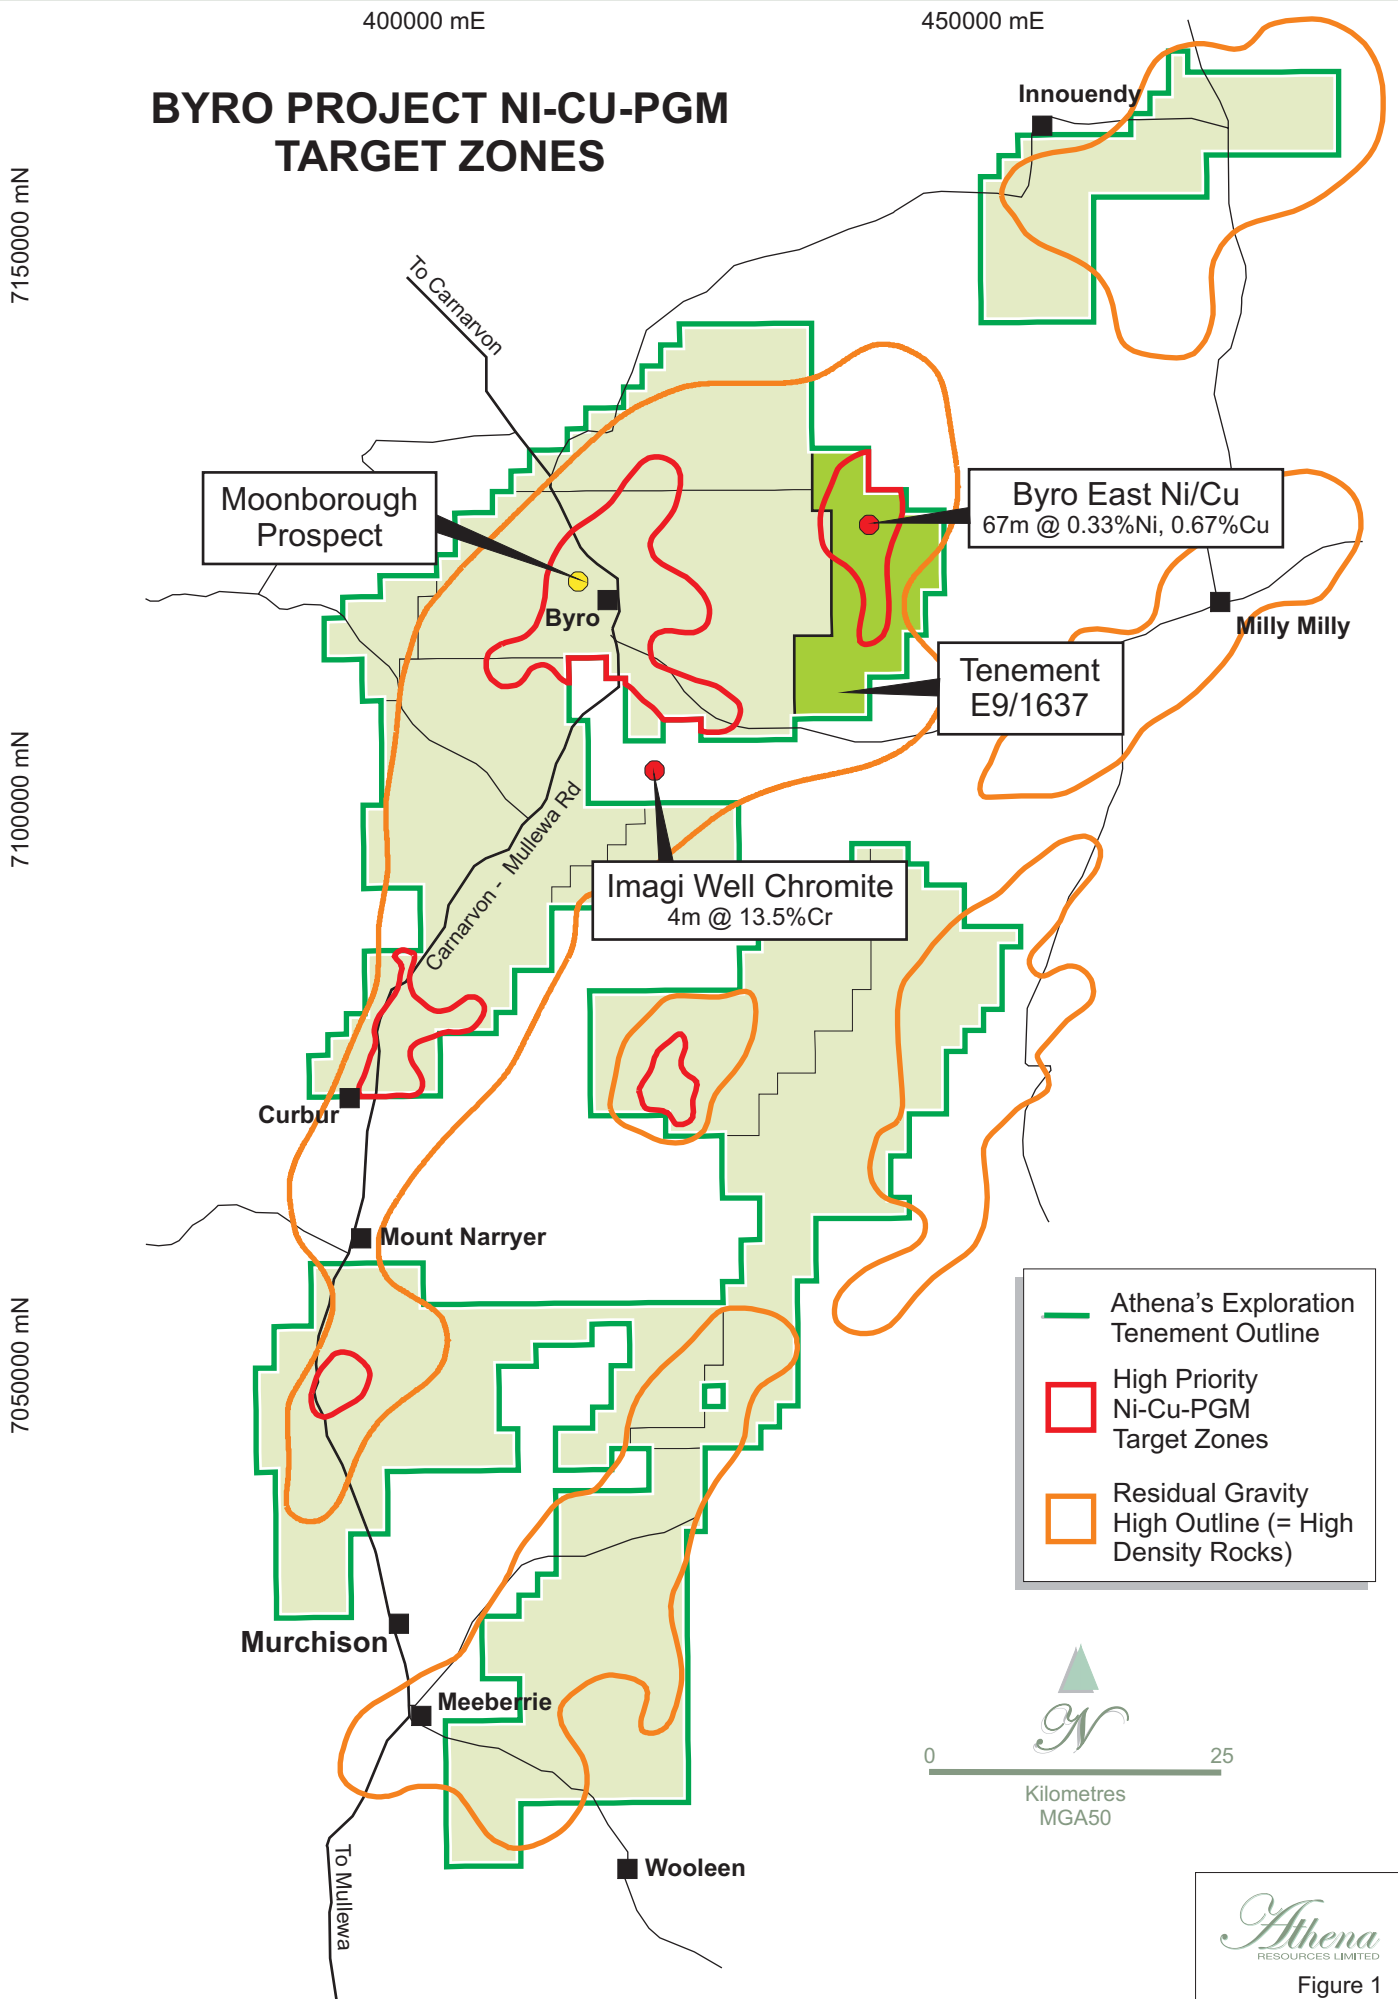 400000 mE
450000 mE
BYRO PROJECT NI-CU-PGM
TARGET ZONES
Innouendy
7150000 mN
To Carnarvon
Moonborough
Prospect
Byro East Ni/Cu
67m @ 0.33%Ni, 0.67%Cu
Byro
Milly Milly
Tenement
E9/1637
7100000 mN
Carnarvon - Mullewa Rd
Imagi Well Chromite
4m @ 13.5%Cr
Curbur
Mount Narryer
7050000 mN
Athena's Exploration
Tenement Outline
High Priority
Ni-Cu-PGM
Target Zones
Residual Gravity
High Outline (= High
Density Rocks)
Murchison
Meeberrie
N
0
25
Kilometres
MGA50
To Mullewa
Wooleen
Athena
RESOURCES LIMITED
Figure 1